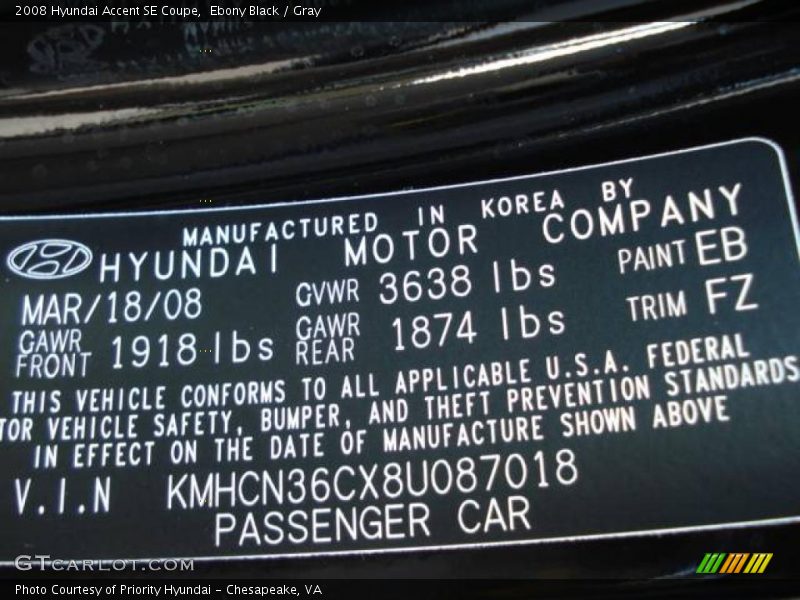 2008 Hyundai Accent SE Coupe,  Ebony Black / Gray
MANUFACTURED IN KOREA BY
HYUNDAI MOTOR COMPANY
MAR/18/08 GVWR 3638 lbs PAINT EB
GAWR FRONT 1918 lbs GAWR REAR 1874 lbs TRIM FZ
THIS VEHICLE CONFORMS TO ALL APPLICABLE U.S.A. FEDERAL
TOR VEHICLE SAFETY, BUMPER, AND THEFT PREVENTION STANDARDS
IN EFFECT ON THE DATE OF MANUFACTURE SHOWN ABOVE
V.I.N KMHCN36CX8U087018
PASSENGER CAR
GTCARLOT.COM
Photo Courtesy of Priority Hyundai - Chesapeake, VA